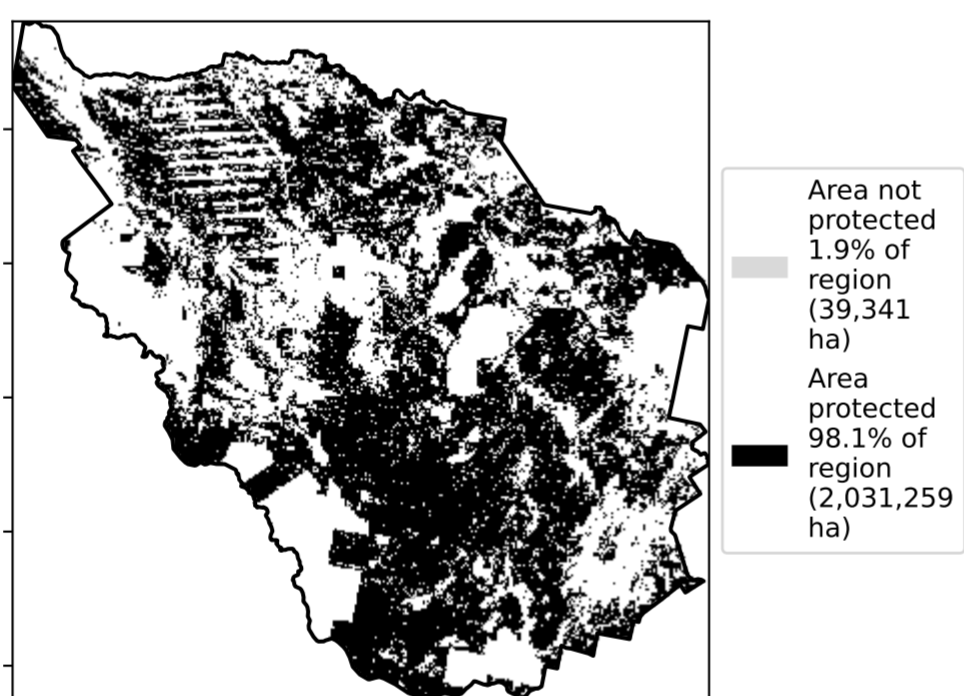 Area not
protected
1.9% of
region
(39,341
ha)
Area
protected
98.1% of
region
(2,031,259
ha)